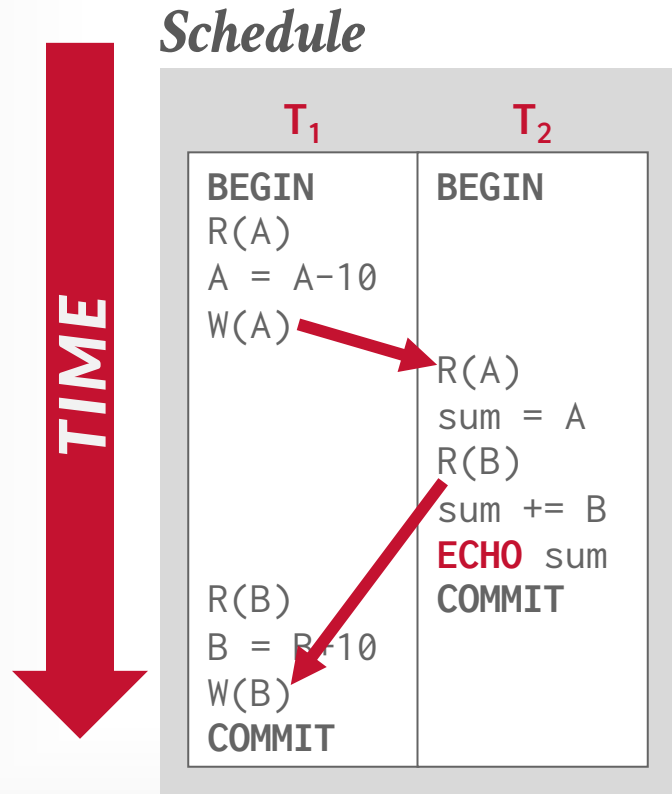 Schedule
TIME
T₁ T₂
BEGIN BEGIN
R(A)
A = A-10
W(A)
R(A)
sum = A
R(B)
sum += B
ECHO sum
R(B) COMMIT
B = B+10
W(B)
COMMIT